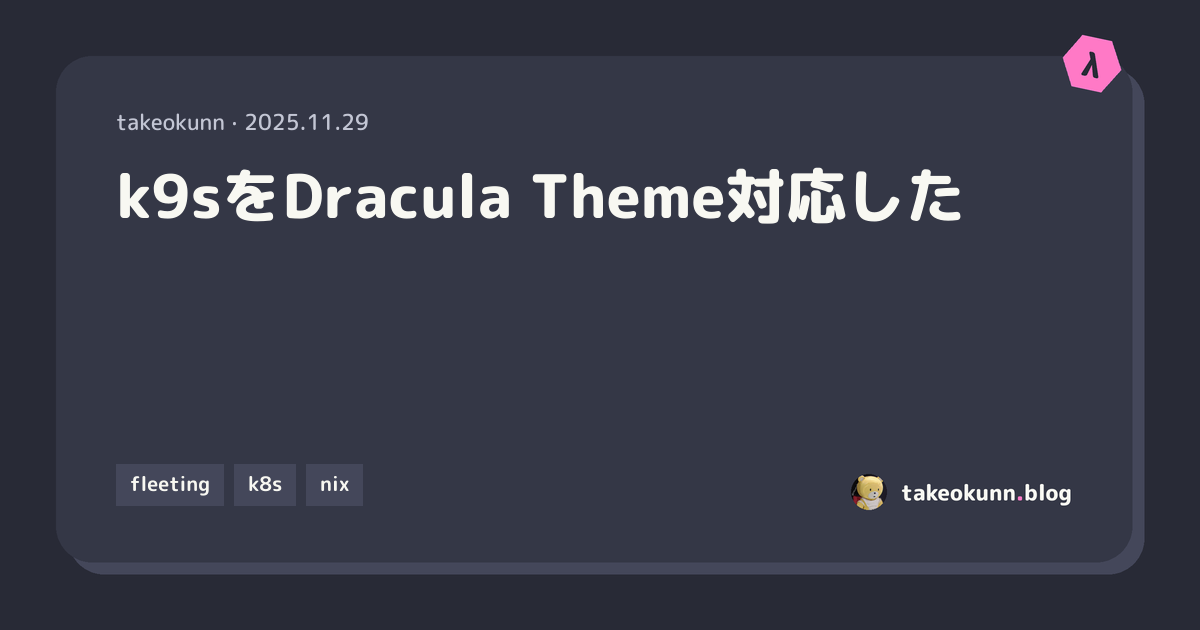 λ
takeokunn · 2025.11.29
k9sをDracula Theme対応した
fleeting k8s nix
takeokunn.blog